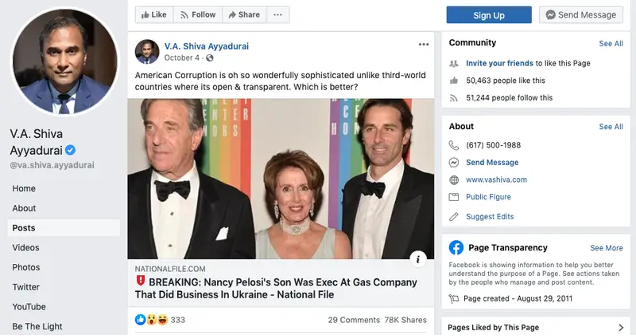 Like
Follow
Share
Sign Up
Send Message
V.A. Shiva
Ayyadurai
@va.shiva.ayyadurai
Home
About
Posts
Videos
Photos
Twitter
YouTube
Be The Light
V.A. Shiva Ayyadurai
October 4 ·
American Corruption is oh so wonderfully sophisticated unlike third-world
countries where its open & transparent. Which is better?
NATIONALFILE.COM
BREAKING: Nancy Pelosi's Son Was Exec At Gas Company
That Did Business In Ukraine - National File
333
29 Comments 78K Shares
Community
See All
Invite your friends to like this Page
50,463 people like this
51,244 people follow this
About
See All
(617) 500-1988
Send Message
www.vashiva.com
Public Figure
Suggest Edits
Page Transparency
See More
Facebook is showing information to help you better
understand the purpose of a Page. See actions taken
by the people who manage and post content.
Page created - August 29, 2011
Pages Liked by This Page